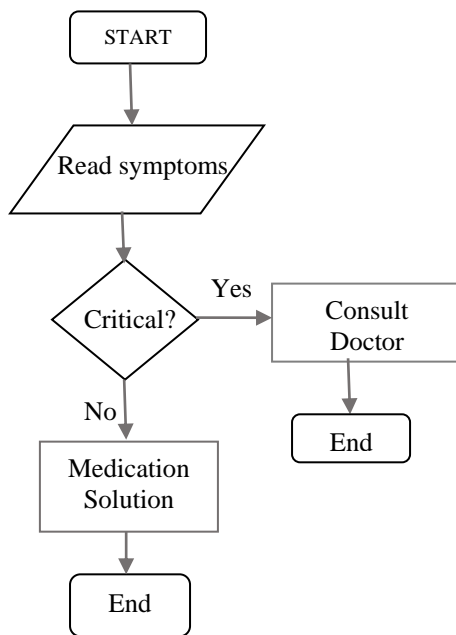 START
Read symptoms
Critical?
Yes
Consult
Doctor
End
No
Medication
Solution
End